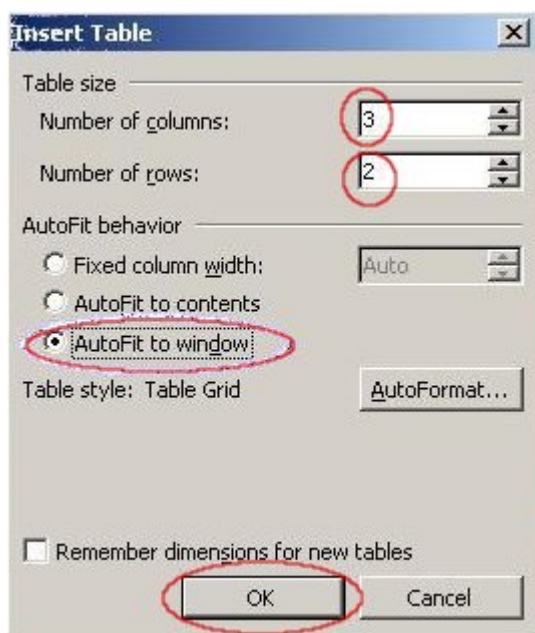 Insert Table
Table size
Number of columns: 3
Number of rows: 2
AutoFit behavior
Fixed column width: Auto
AutoFit to contents
AutoFit to window
Table style: Table Grid AutoFormat...
Remember dimensions for new tables
OK Cancel